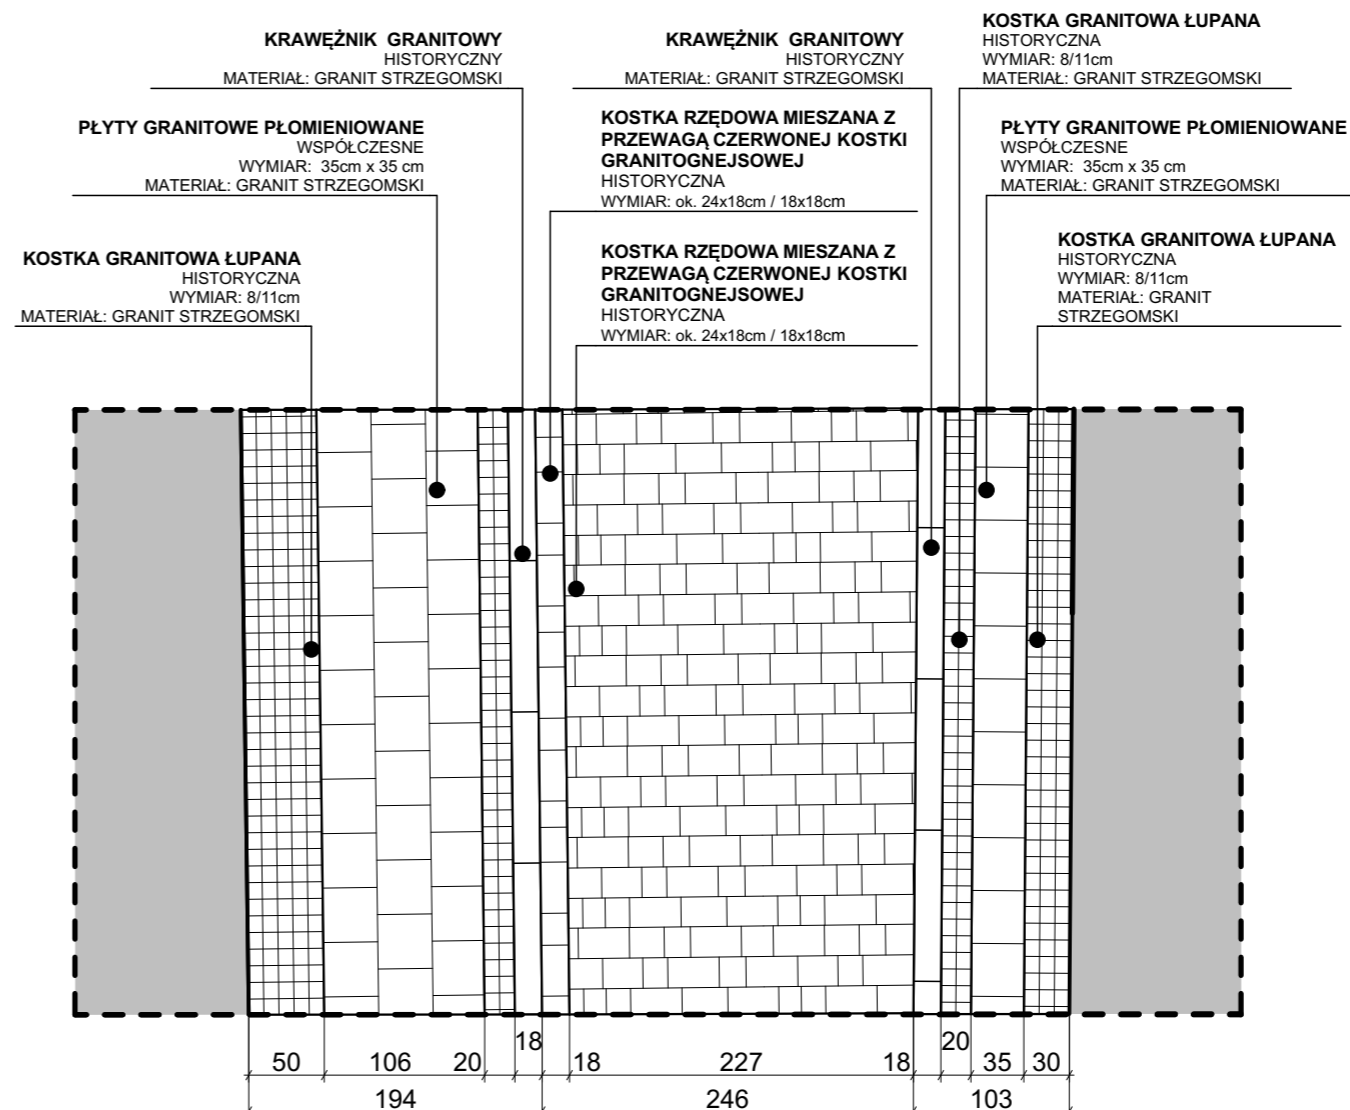 KRAWĘŻNIK GRANITOWY
HISTORYCZNY
MATERIAŁ: GRANIT STRZEGOMSKI
KRAWĘŻNIK GRANITOWY
HISTORYCZNY
MATERIAŁ: GRANIT STRZEGOMSKI
KOSTKA GRANITOWA ŁUPANA
HISTORYCZNA
WYMIAR: 8/11cm
MATERIAŁ: GRANIT STRZEGOMSKI
PŁYTY GRANITOWE PŁOMIENIOWANE
WSPÓŁCZESNE
WYMIAR: 35cm x 35 cm
MATERIAŁ: GRANIT STRZEGOMSKI
KOSTKA RZĘDOWA MIESZANA Z
PRZEWAGĄ CZERWONEJ KOSTKI
GRANITOGNEJSOWEJ
HISTORYCZNA
WYMIAR: ok. 24x18cm / 18x18cm
PŁYTY GRANITOWE PŁOMIENIOWANE
WSPÓŁCZESNE
WYMIAR: 35cm x 35 cm
MATERIAŁ: GRANIT STRZEGOMSKI
KOSTKA GRANITOWA ŁUPANA
HISTORYCZNA
WYMIAR: 8/11cm
MATERIAŁ: GRANIT STRZEGOMSKI
KOSTKA RZĘDOWA MIESZANA Z
PRZEWAGĄ CZERWONEJ KOSTKI
GRANITOGNEJSOWEJ
HISTORYCZNA
WYMIAR: ok. 24x18cm / 18x18cm
KOSTKA GRANITOWA ŁUPANA
HISTORYCZNA
WYMIAR: 8/11cm
MATERIAŁ: GRANIT
STRZEGOMSKI
50 106 20 18 18 227 18 20 35 30
194 246 103